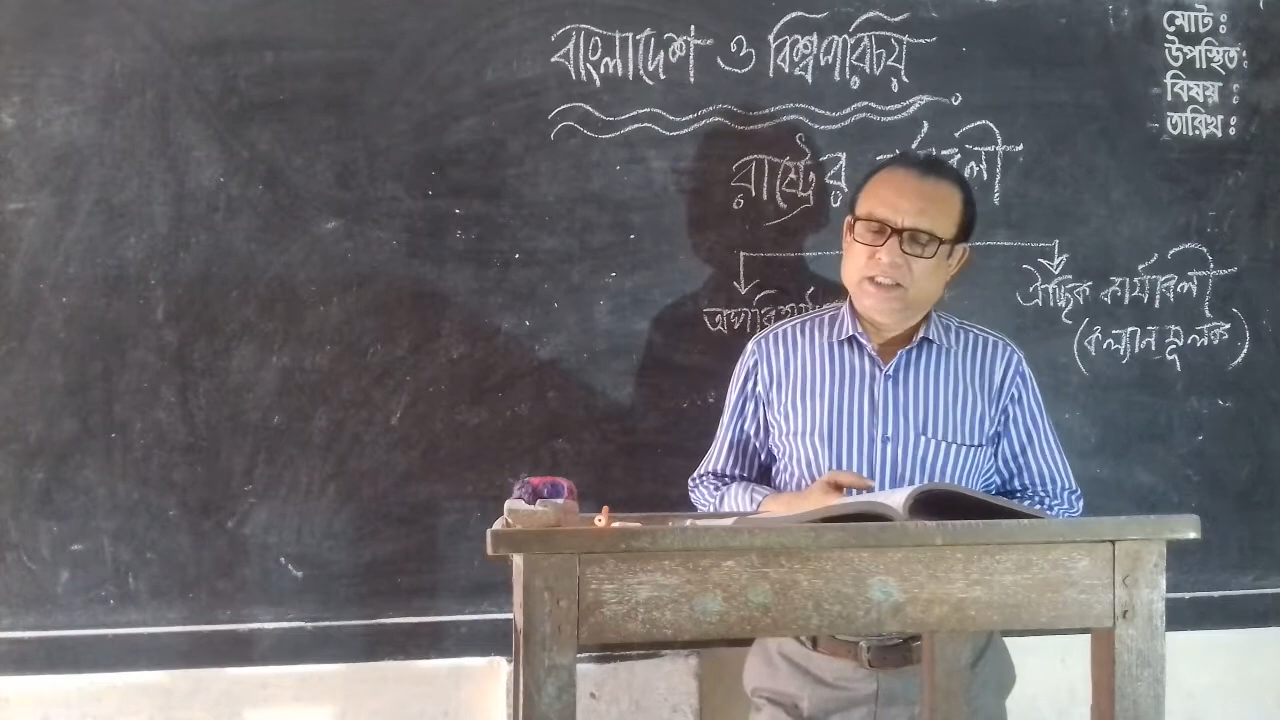 বাংলাদেশ ও বিশ্বপরিচয়
রাষ্ট্রের
ঐচ্ছিক কার্যাবলী
(কল্যান মূলক)
মোট :
উপস্থিত :
বিষয় :
তারিখ :